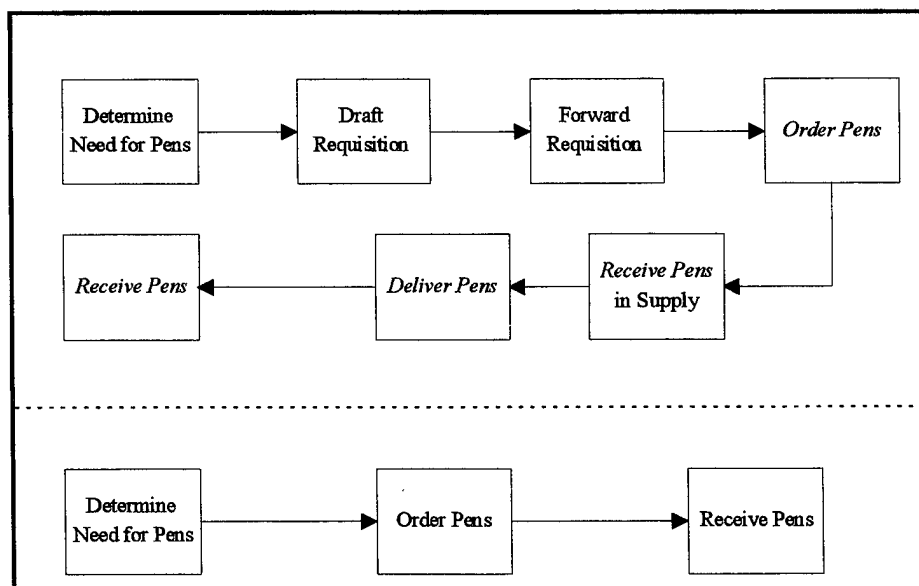 Determine
Need for Pens
Draft
Requisition
Forward
Requisition
Order Pens
Receive Pens
Deliver Pens
Receive Pens
in Supply
Determine
Need for Pens
Order Pens
Receive Pens